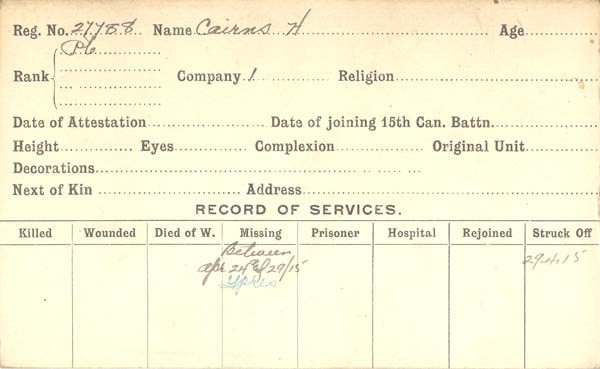 Reg. No. 27788 Name Cairns H Age
Rank Pte Company 1 Religion
Date of Attestation Date of joining 15th Can. Battn.
Height Eyes Complexion Original Unit
Decorations
Next of Kin Address
RECORD OF SERVICES.
Killed Wounded Died of W. Missing Prisoner Hospital Rejoined Struck Off
Between 29.4.15
Apr 24 & 29/15
Ypres